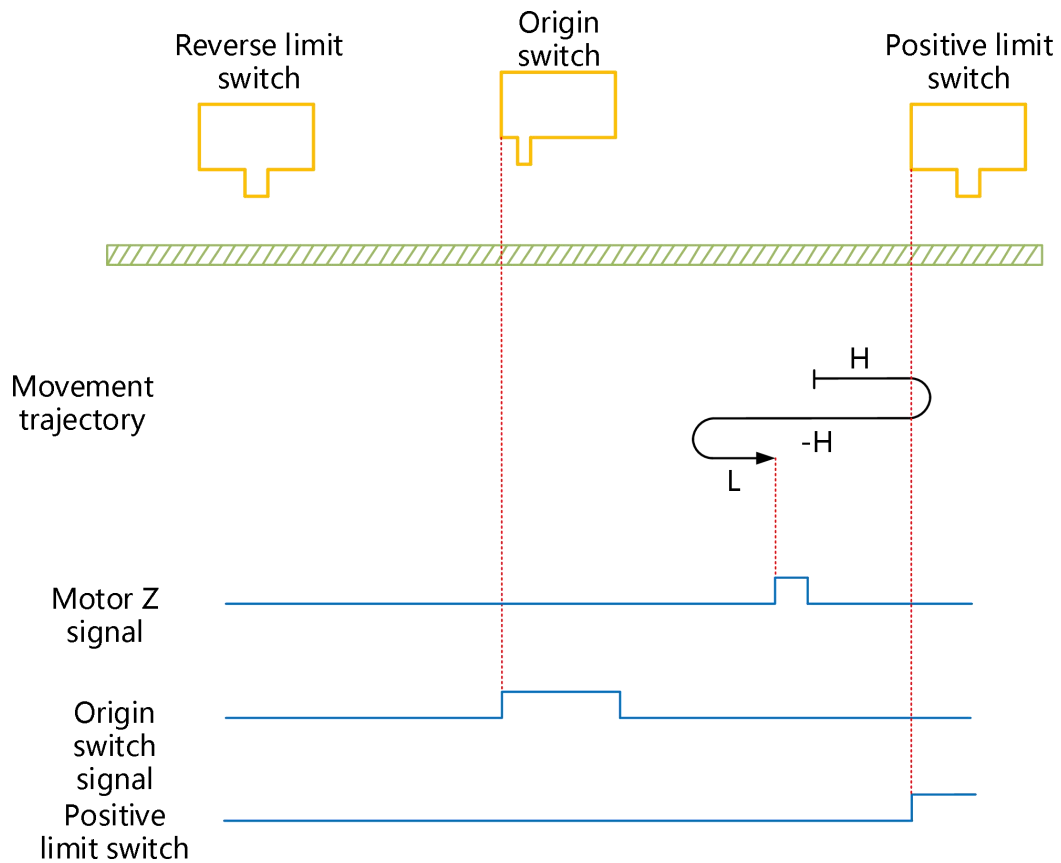 Origin
switch
Reverse limit
switch
Positive limit
switch
Movement
trajectory
H
-H
L
Motor Z
signal
Origin
switch
signal
Positive
limit switch